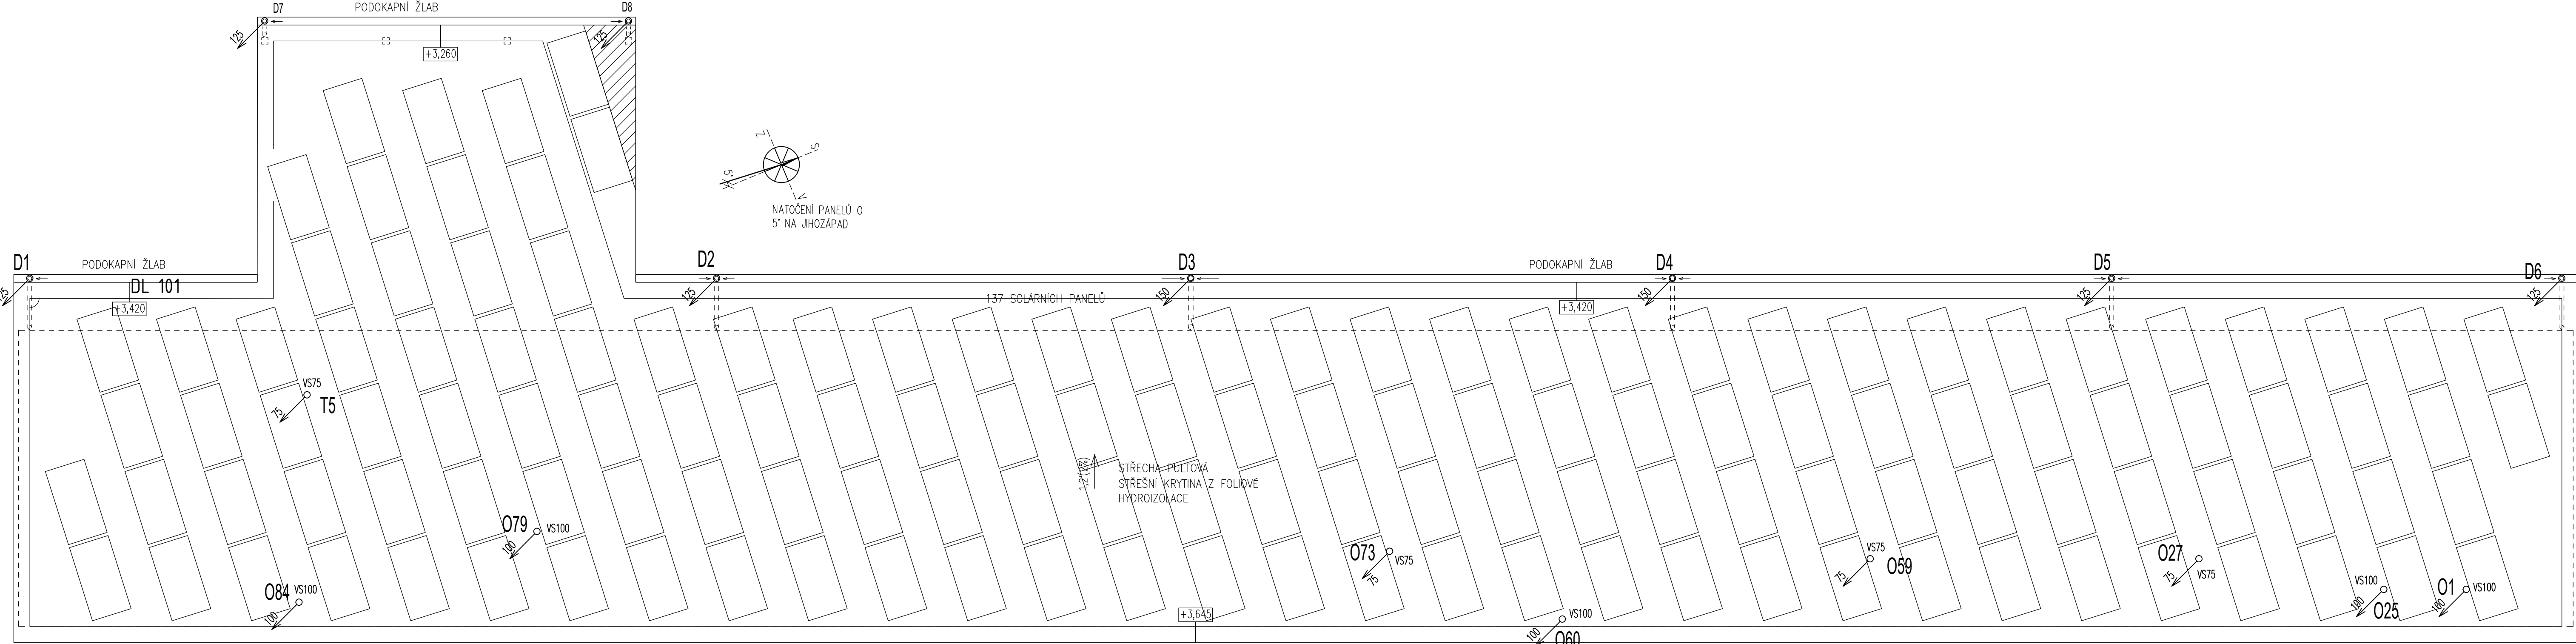 D7
PODOKAPNÍ ŽLAB
D8
125
125
+3,260
Z
S
5°
V
NATOČENÍ PANELŮ O
5° NA JIHOZÁPAD
D1
PODOKAPNÍ ŽLAB
D2
D3
PODOKAPNÍ ŽLAB
D4
D5
D6
DL 101
125
125
150
150
125
125
137 SOLÁRNÍCH PANELŮ
+3,420
+3,420
VS75
75
T5
STŘECHA PULTOVÁ
STŘEŠNÍ KRYTINA Z FOLIOVÉ
HYDROIZOLACE
O79
VS100
100
O73
VS75
75
VS75
O59
75
O27
VS75
75
O84
VS100
100
VS100
O25
100
O1
VS100
100
+3,645
VS100
100
O60